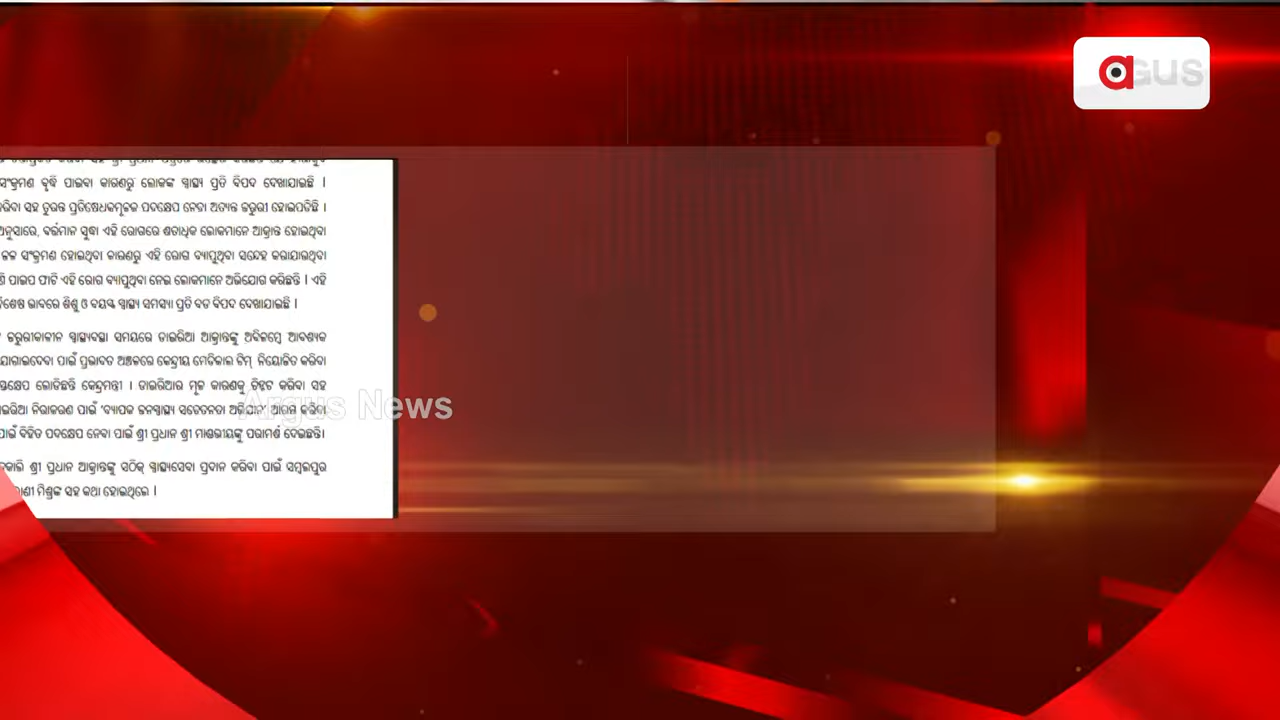 argus
ସଂକ୍ରମଣ ବୃଦ୍ଧି ପାଇବା କାରଣରୁ ଲୋକଙ୍କ ସ୍ୱାସ୍ଥ୍ୟ ପ୍ରତି ବିପଦ ଦେଖାଯାଇଛି ।
କରିବା ସହ ତୁରନ୍ତ ପ୍ରତିଷେଧକମୂଳକ ପଦକ୍ଷେପ ନେବା ଅତ୍ୟନ୍ତ ଜରୁରୀ ହୋଇପଡିଛି ।
ଅନୁସାରେ, ବର୍ତ୍ତମାନ ସୁଦ୍ଧା ଏହି ରୋଗରେ ଶତାଧିକ ଲୋକମାନେ ଆକ୍ରାନ୍ତ ହୋଇଥିବା
ଜଳ ସଂକ୍ରମଣ ହୋଇଥିବା କାରଣରୁ ଏହି ରୋଗ ବ୍ୟାପୁଥିବା ସନ୍ଦେହ କରାଯାଉଥିବା
ପାଇପ ଫାଟି ଏହି ରୋଗ ବ୍ୟାପୁଥିବା ନେଇ ଲୋକମାନେ ଅଭିଯୋଗ କରିଛନ୍ତି । ଏହି
ଭାବରେ ଶିଶୁ ଓ ବୟସ୍କ ସ୍ୱାସ୍ଥ୍ୟ ସମସ୍ୟା ପ୍ରତି ବଡ ବିପଦ ଦେଖାଯାଇଛି ।
ଜରୁରୀକାଳୀନ ସ୍ୱାସ୍ଥ୍ୟାବସ୍ଥା ସମୟରେ ଡାଇରିଆ ଆକ୍ରାନ୍ତଙ୍କୁ ଅବିଳମ୍ବେ ଆବଶ୍ୟକ
ଯୋଗାଇଦେବା ପାଇଁ ପ୍ରଭାବିତ ଅଞ୍ଚଳରେ କେନ୍ଦ୍ରୀୟ ମେଡିକାଲ ଟିମ୍ ନିୟୋଜିତ କରିବା
ଲୋଡିଛନ୍ତି କେନ୍ଦ୍ରମନ୍ତ୍ରୀ । ଡାଇରିଆର ମୂଳ କାରଣକୁ ଚିହ୍ନଟ କରିବା ସହ
ନିରାକରଣ ପାଇଁ 'ବ୍ୟାପକ ଜନସ୍ୱାସ୍ଥ୍ୟ ସଚେତନତା ଅଭିଯାନ' ଆରମ୍ଭ କରିବା
Argus News
ପାଇଁ ବିହିତ ପଦକ୍ଷେପ ନେବା ପାଇଁ ଶ୍ରୀ ପ୍ରଧାନ ଶ୍ରୀ ମାଣ୍ଡଭୀୟଙ୍କୁ ପରାମର୍ଶ ଦେଇଛନ୍ତି।
ଶ୍ରୀ ପ୍ରଧାନ ଆକ୍ରାନ୍ତଙ୍କୁ ସଠିକ୍ ସ୍ୱାସ୍ଥ୍ୟସେବା ପ୍ରଦାନ କରିବା ପାଇଁ ସମ୍ବଲପୁର
ମିଶ୍ରଙ୍କ ସହ କଥା ହୋଇଥିଲେ ।